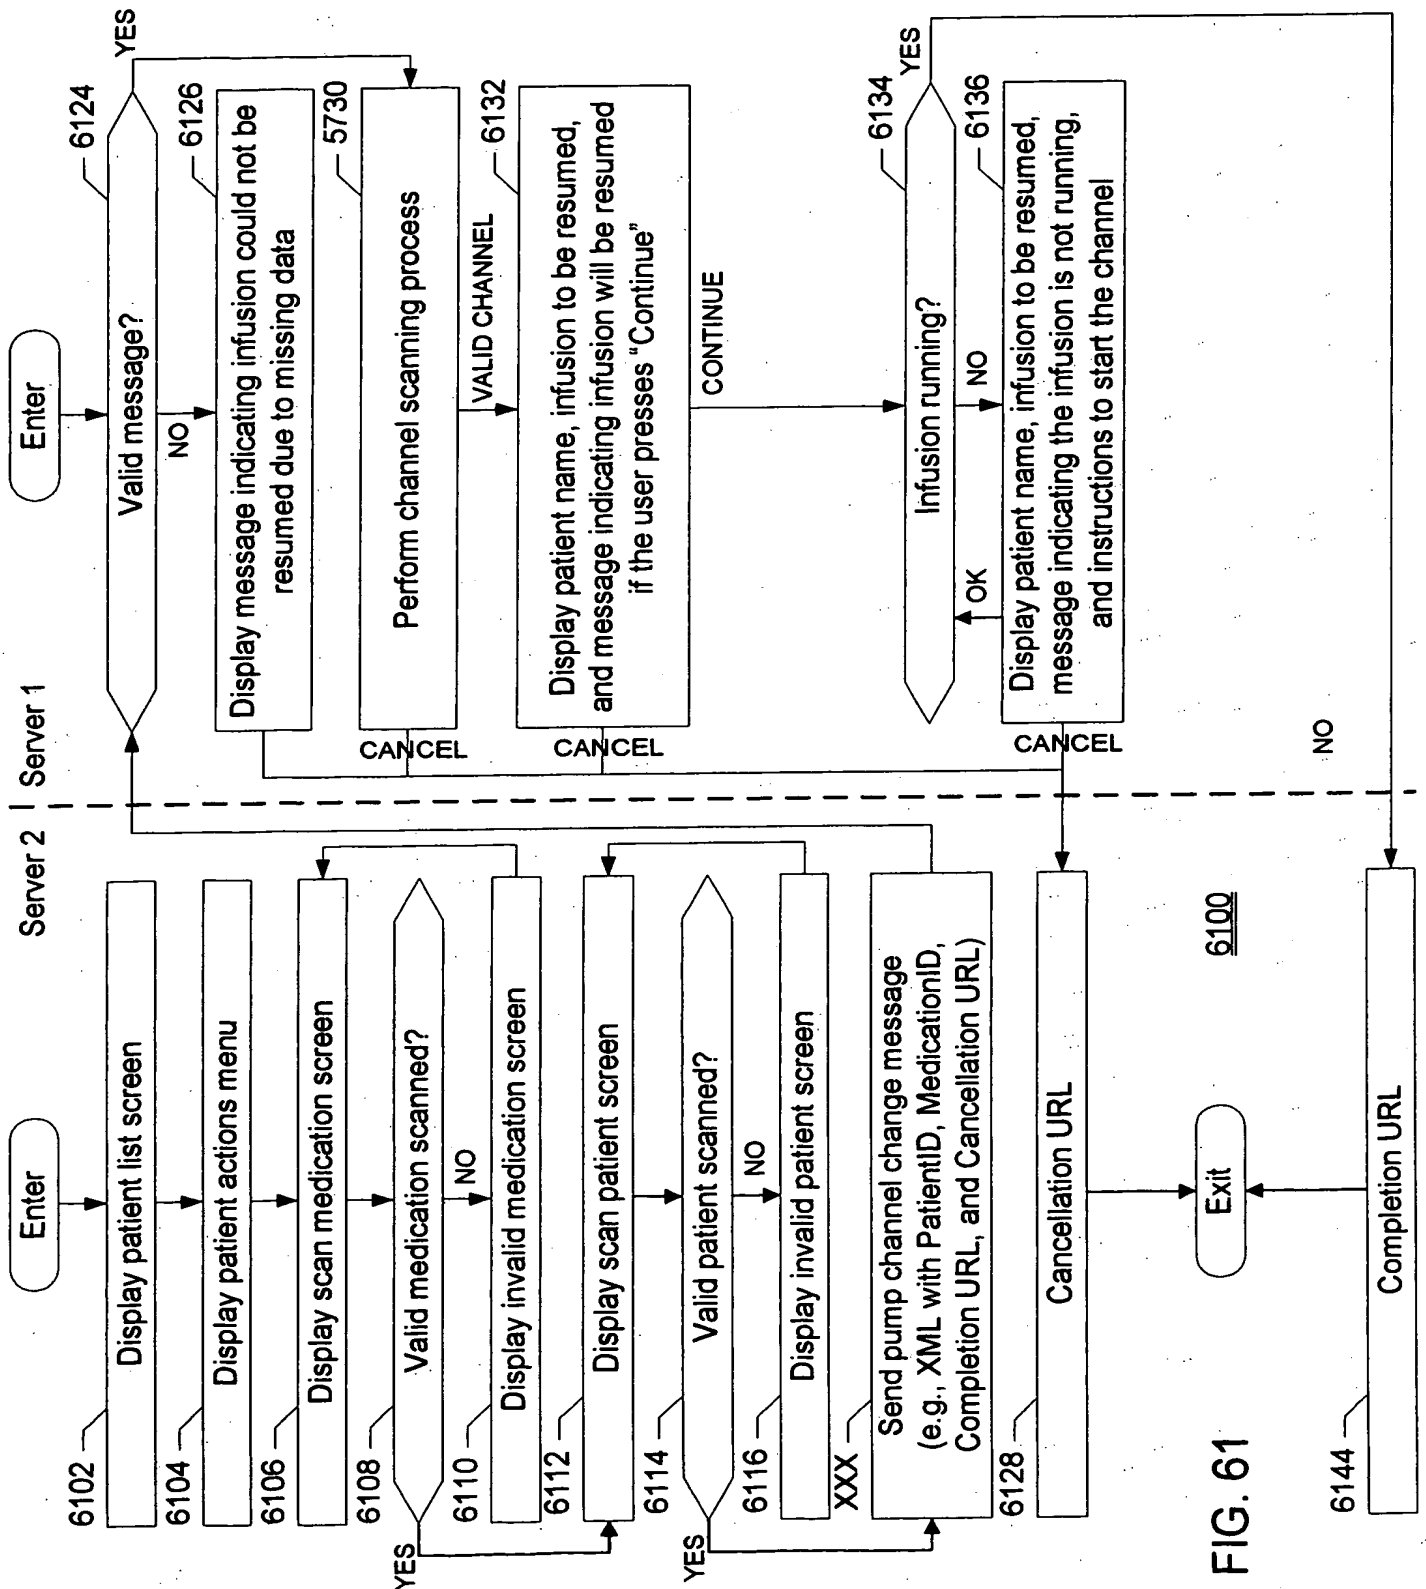 Server 2
Server 1
Enter
6102
Display patient list screen
6104
Display patient actions menu
6106
Display scan medication screen
6108
Valid medication scanned?
YES
NO
6110
Display invalid medication screen
6112
Display scan patient screen
6114
Valid patient scanned?
YES
NO
6116
Display invalid patient screen
XXX
Send pump channel change message
(e.g., XML with PatientID, MedicationID,
Completion URL, and Cancellation URL)
6128
Cancellation URL
Exit
6100
6144
Completion URL
FIG. 61
Enter
6124
Valid message?
YES
NO
6126
Display message indicating infusion could not be
resumed due to missing data
5730
Perform channel scanning process
CANCEL
VALID CHANNEL
6132
Display patient name, infusion to be resumed,
and message indicating infusion will be resumed
if the user presses “Continue”
CANCEL
CONTINUE
6134
Infusion running?
YES
OK
NO
6136
Display patient name, infusion to be resumed,
message indicating the infusion is not running,
and instructions to start the channel
CANCEL
NO